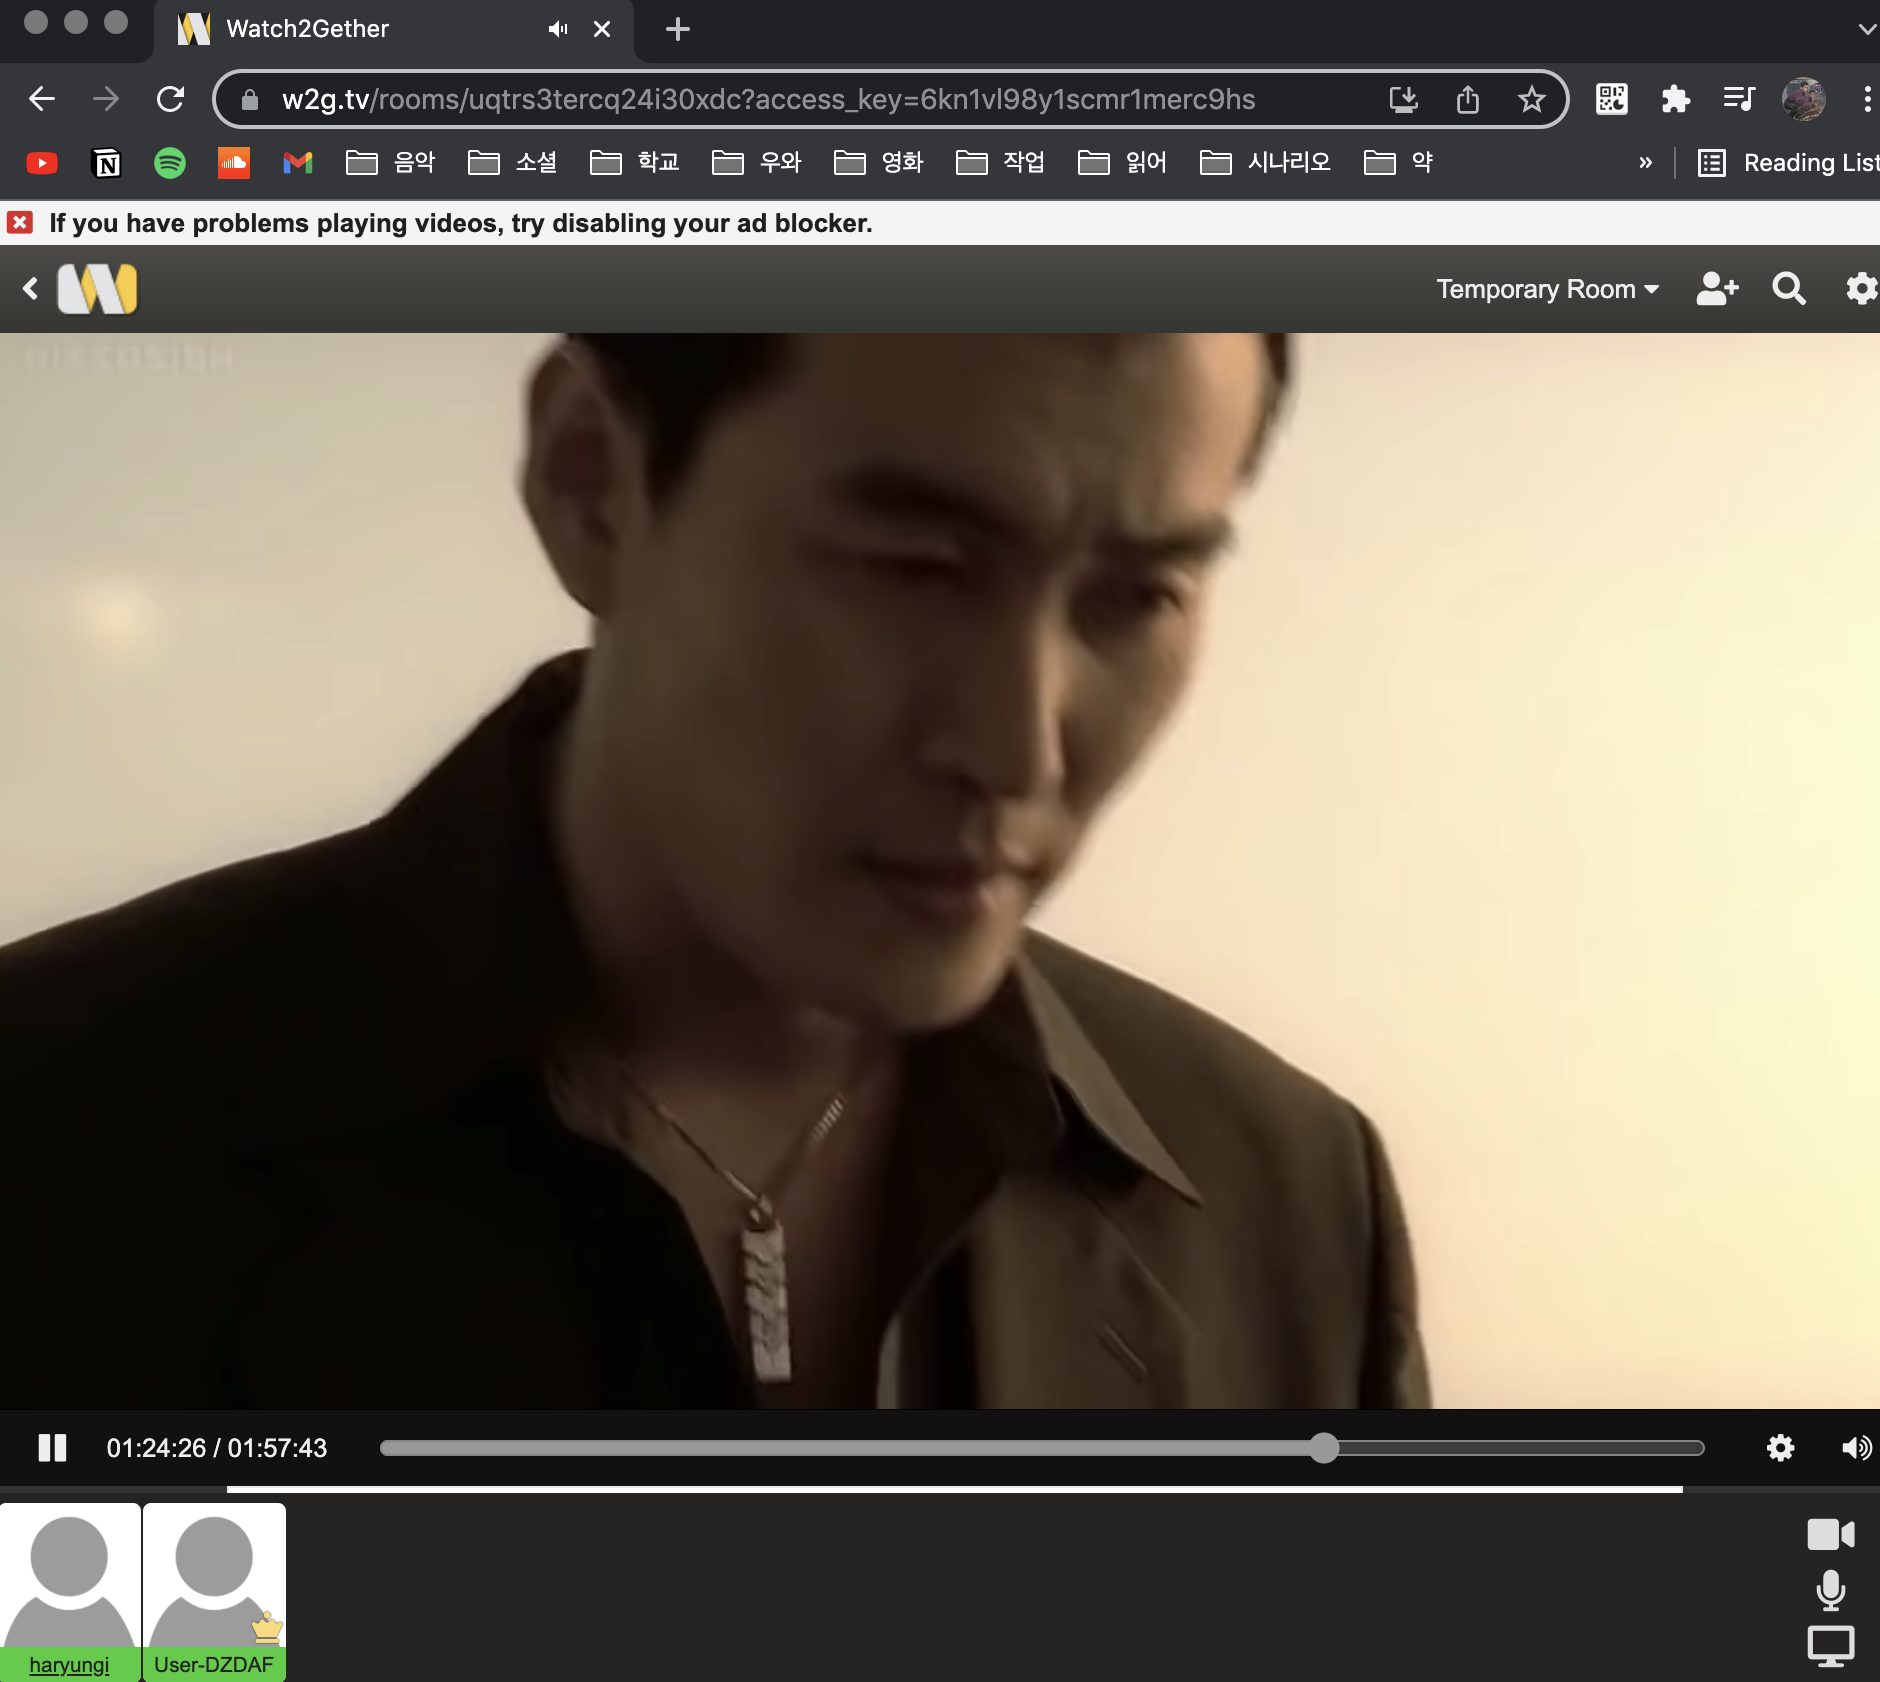 Watch2Gether
w2g.tv/rooms/uqtrs3tercq24i30xdc?access_key=6kn1vl98y1scmr1merc9hs
음악 소셜 학교 우와 영화 작업 읽어 시나리오 약 » Reading List
If you have problems playing videos, try disabling your ad blocker.
Temporary Room
01:24:26 / 01:57:43
haryungi User-DZDAF